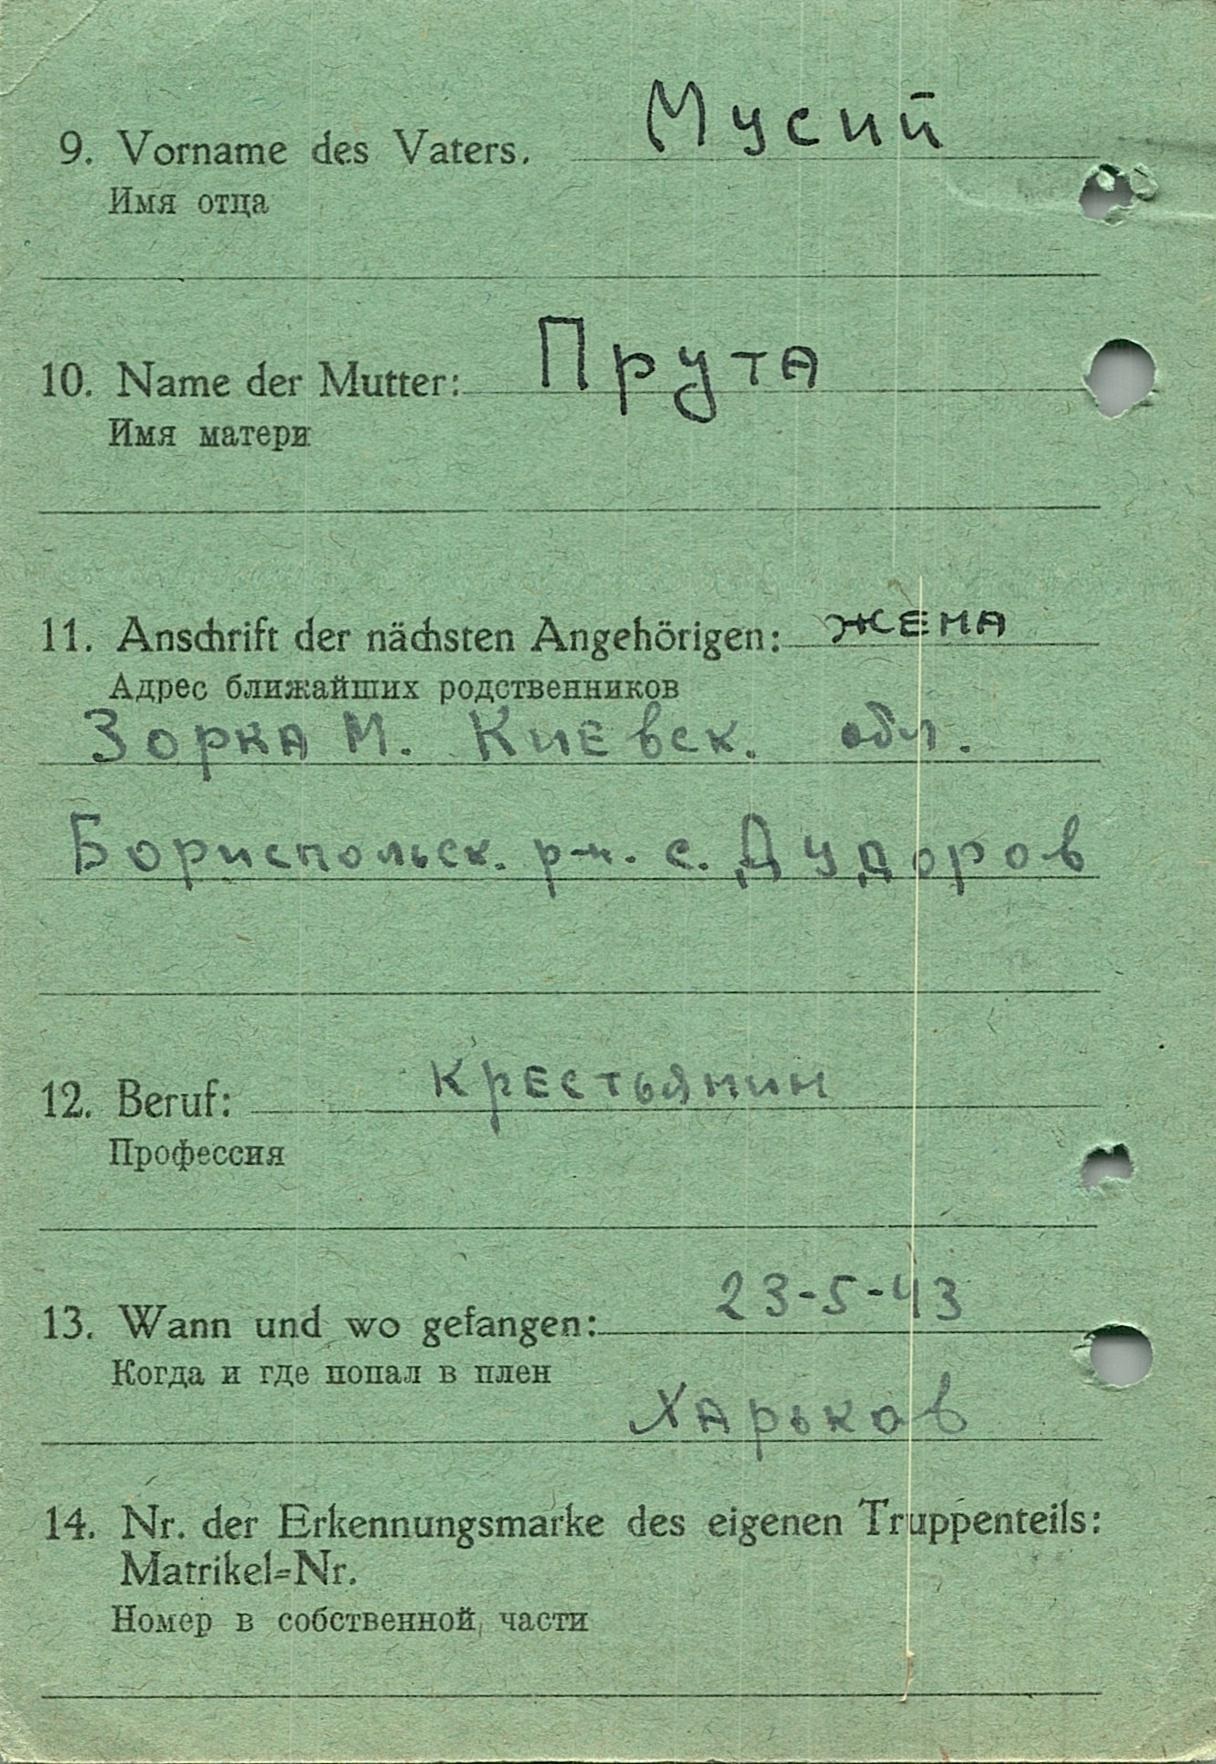 Мусий
9. Vorname des Vaters.
Имя отца
Прута
10. Name der Mutter:
Имя матери
11. Anschrift der nächsten Angehörigen: жена
Адрес ближайших родственников
Зорка М. Киевск. обл.
Бориспольск. р-н. с. Дудоров
12. Beruf: крестьянин
Профессия
13. Wann und wo gefangen: 23-5-43
Когда и где попал в плен
Харьков
14. Nr. der Erkennungsmarke des eigenen Truppenteils:
Matrikel=Nr.
Номер в собственной части